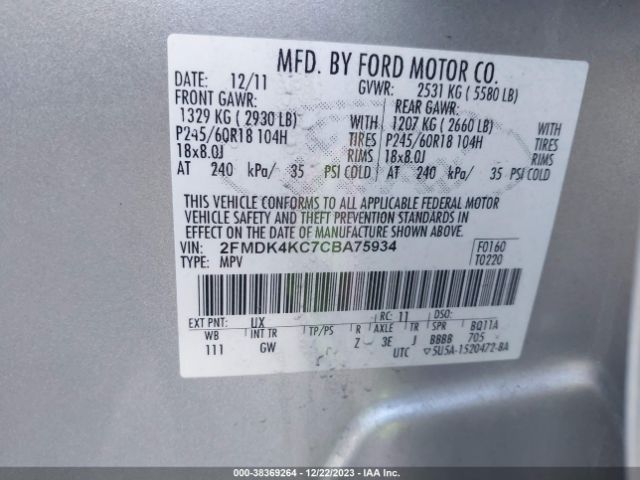 MFD. BY FORD MOTOR CO.
DATE: 12/11 GVWR: 2531 KG ( 5580 LB)
FRONT GAWR: REAR GAWR:
1329 KG ( 2930 LB) WITH 1207 KG ( 2660 LB) WITH
P245/60R18 104H TIRES P245/60R18 104H TIRES
18x8.0J RIMS 18x8.0J RIMS
AT 240 kPa/ 35 PSI COLD AT 240 kPa/ 35 PSI COLD
THIS VEHICLE CONFORMS TO ALL APPLICABLE FEDERAL MOTOR
VEHICLE SAFETY AND THEFT PREVENTION STANDARDS IN
EFFECT ON THE DATE OF MANUFACTURE SHOWN ABOVE.
VIN: 2FMDK4KC7CBA75934 F0160
TYPE: MPV T0220
EXT PNT: UX RC: 11 DSO:
WB INT TR TP/PS R AXLE TR SPR BQ11A
111 GW Z 3E J BBBB 705
UTC ▽5U5A-1520472-BA
000-38369264 - 12/22/2023 - IAA Inc.